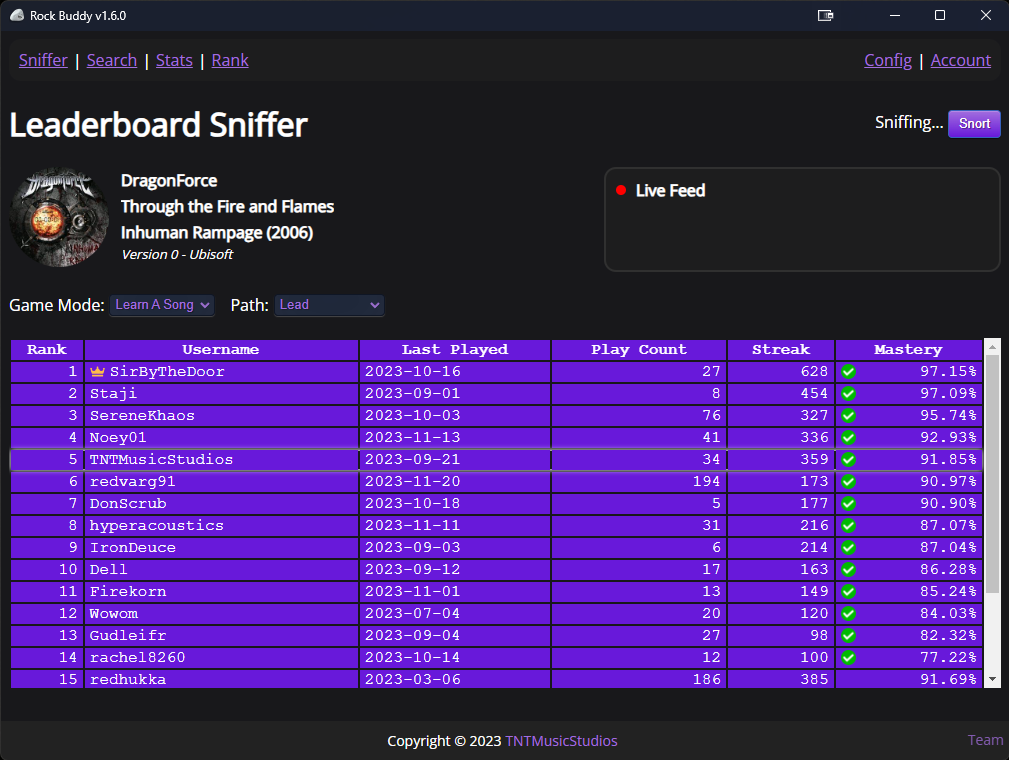 Rock Buddy v1.6.0
Sniffer | Search | Stats | Rank Config | Account
Leaderboard Sniffer
Sniffing... Snort
DragonForce
Through the Fire and Flames
Inhuman Rampage (2006)
Version 0 - Ubisoft
Live Feed
Game Mode: Learn A Song Path: Lead
Rank Username Last Played Play Count Streak Mastery
1 SirByTheDoor 2023-10-16 27 628 97.15%
2 Staji 2023-09-01 8 454 97.09%
3 SereneKhaos 2023-10-03 76 327 95.74%
4 Noey01 2023-11-13 41 336 92.93%
5 TNTMusicStudios 2023-09-21 34 359 91.85%
6 redvarg91 2023-11-20 194 173 90.97%
7 DonScrub 2023-10-18 5 177 90.90%
8 hyperacoustics 2023-11-11 31 216 87.07%
9 IronDeuce 2023-09-03 6 214 87.04%
10 Dell 2023-09-12 17 163 86.28%
11 Firekorn 2023-11-01 13 149 85.24%
12 Wowom 2023-07-04 20 120 84.03%
13 Gudleifr 2023-09-04 27 98 82.32%
14 rachel8260 2023-10-14 12 100 77.22%
15 redhukka 2023-03-06 186 385 91.69%
Copyright © 2023 TNTMusicStudios
Team